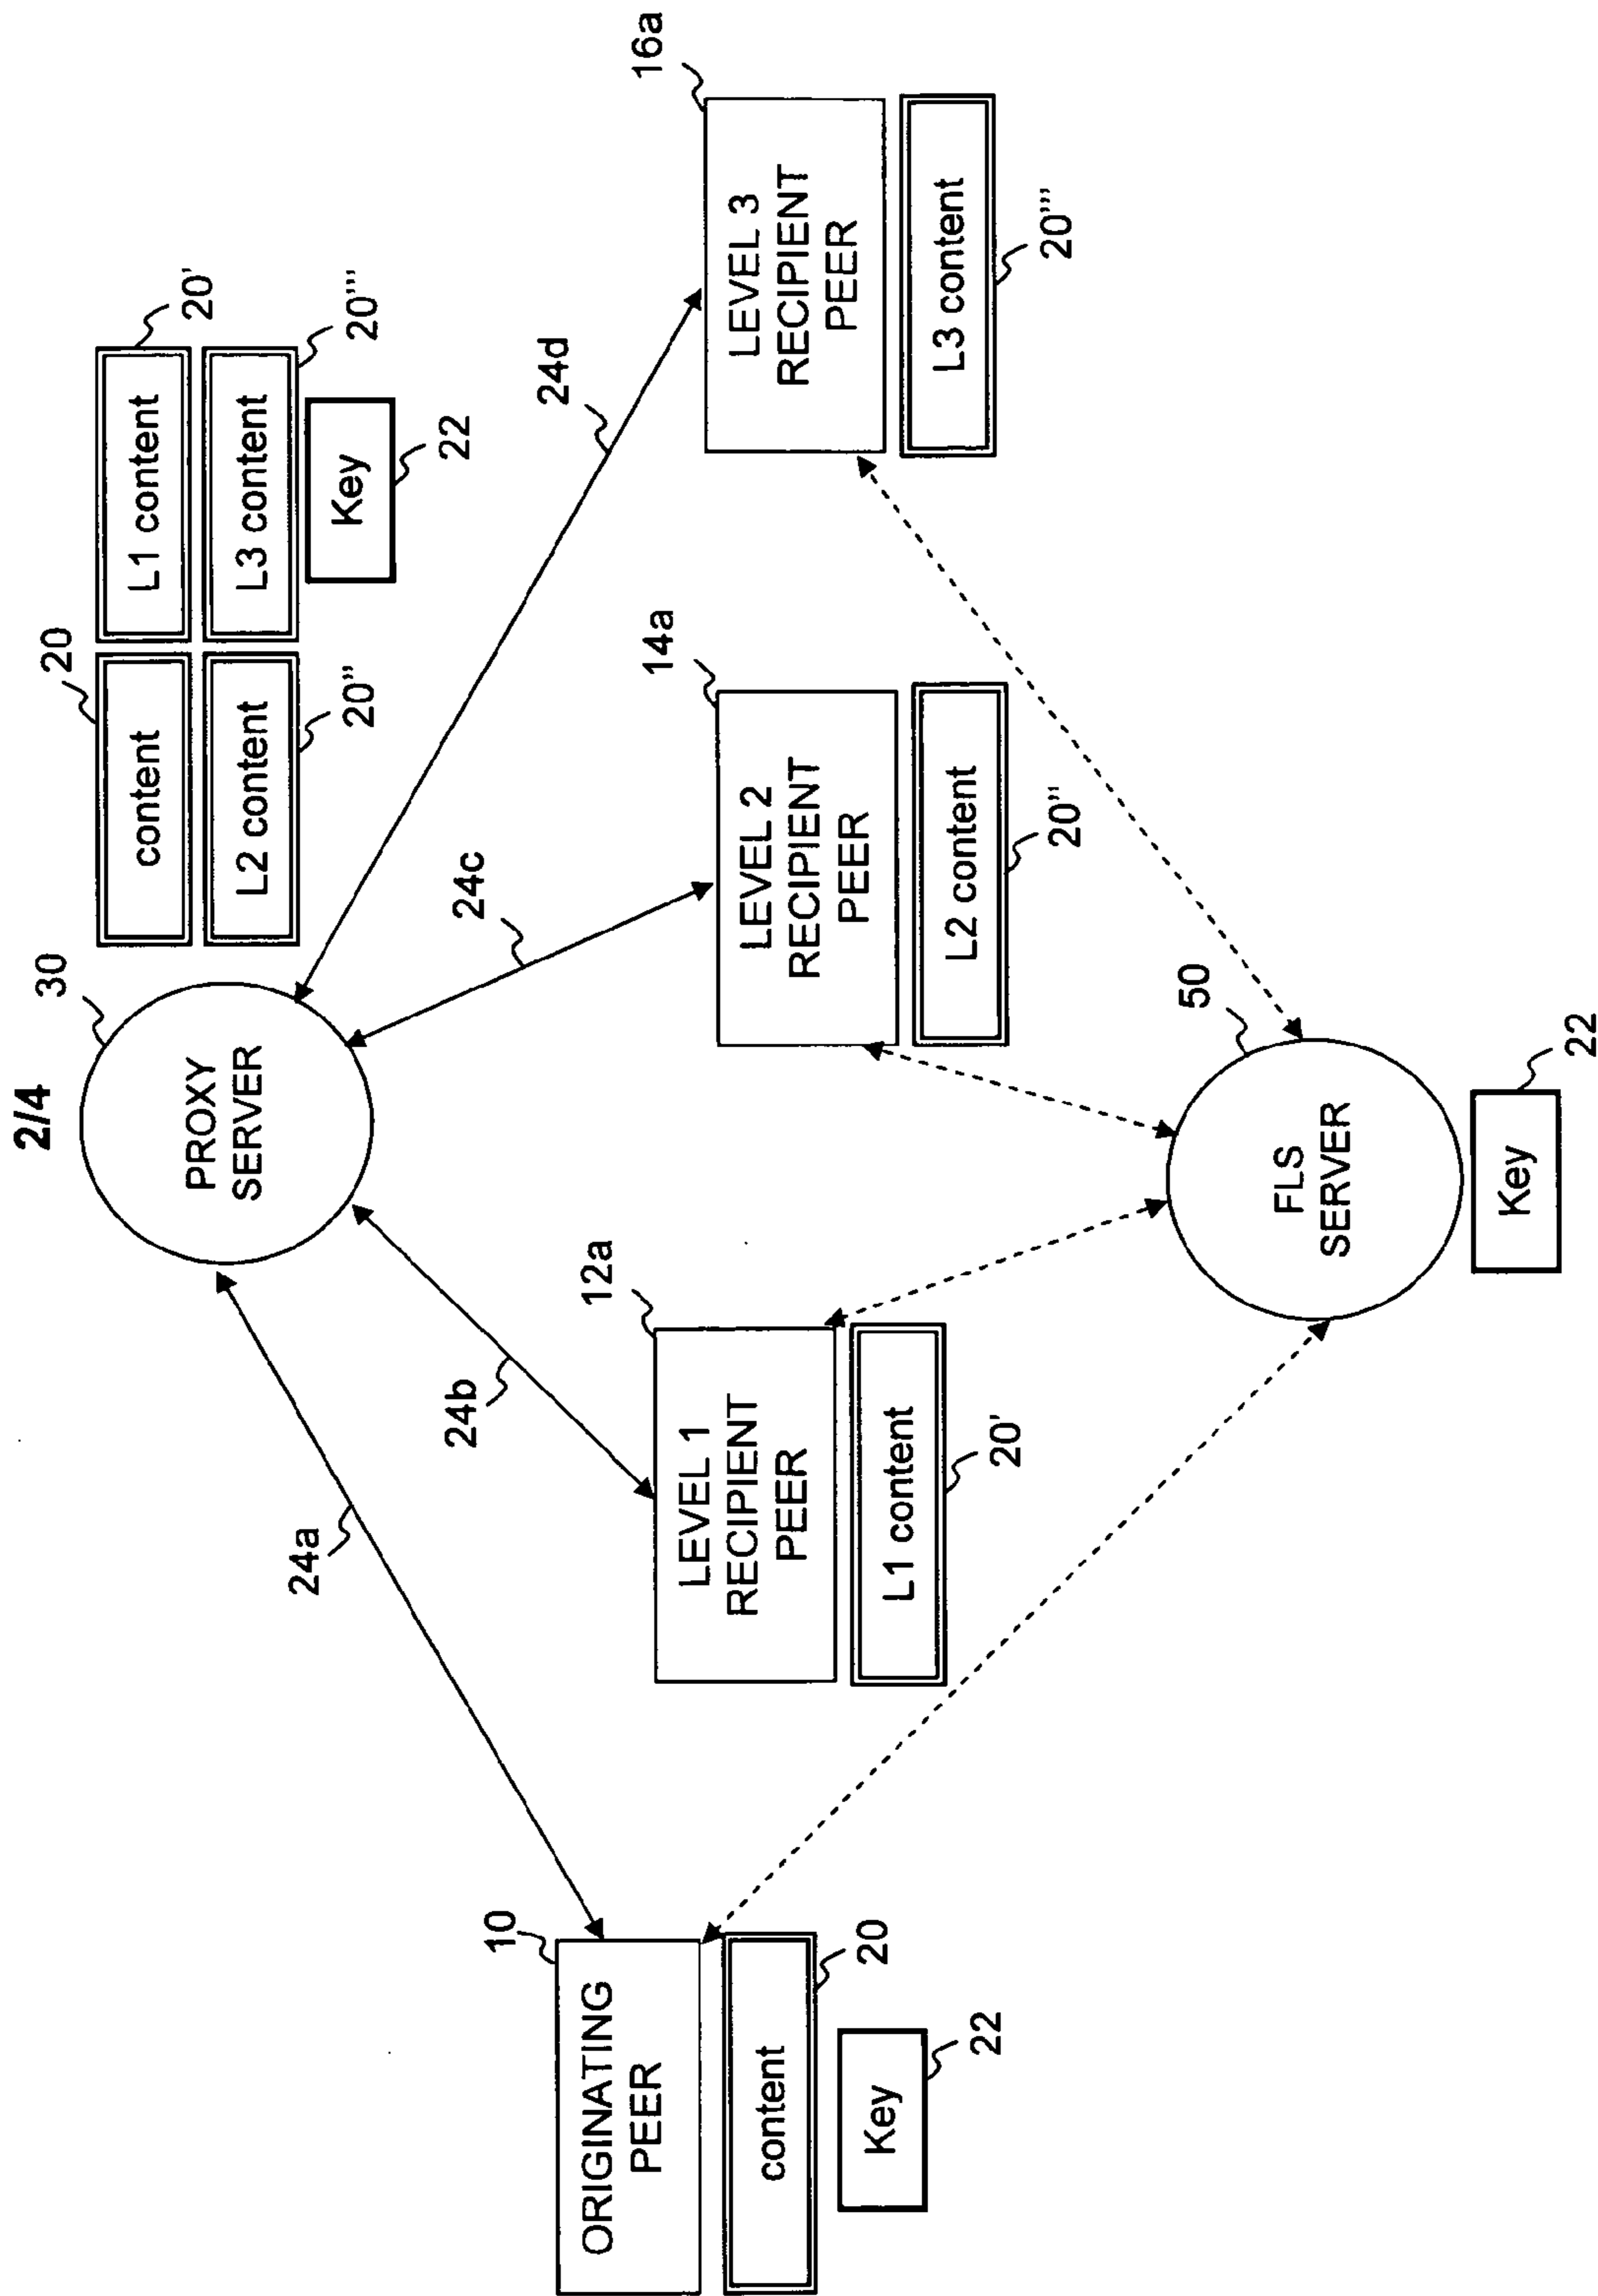 2/4
30
PROXY
SERVER
20
content
L1 content
20'
L2 content
20''
L3 content
20'''
Key
22
24a
24b
24c
24d
10
ORIGINATING
PEER
content
20
Key
22
12a
LEVEL 1
RECIPIENT
PEER
L1 content
20'
14a
LEVEL 2
RECIPIENT
PEER
L2 content
20''
16a
LEVEL 3
RECIPIENT
PEER
L3 content
20'''
50
FLS
SERVER
Key
22